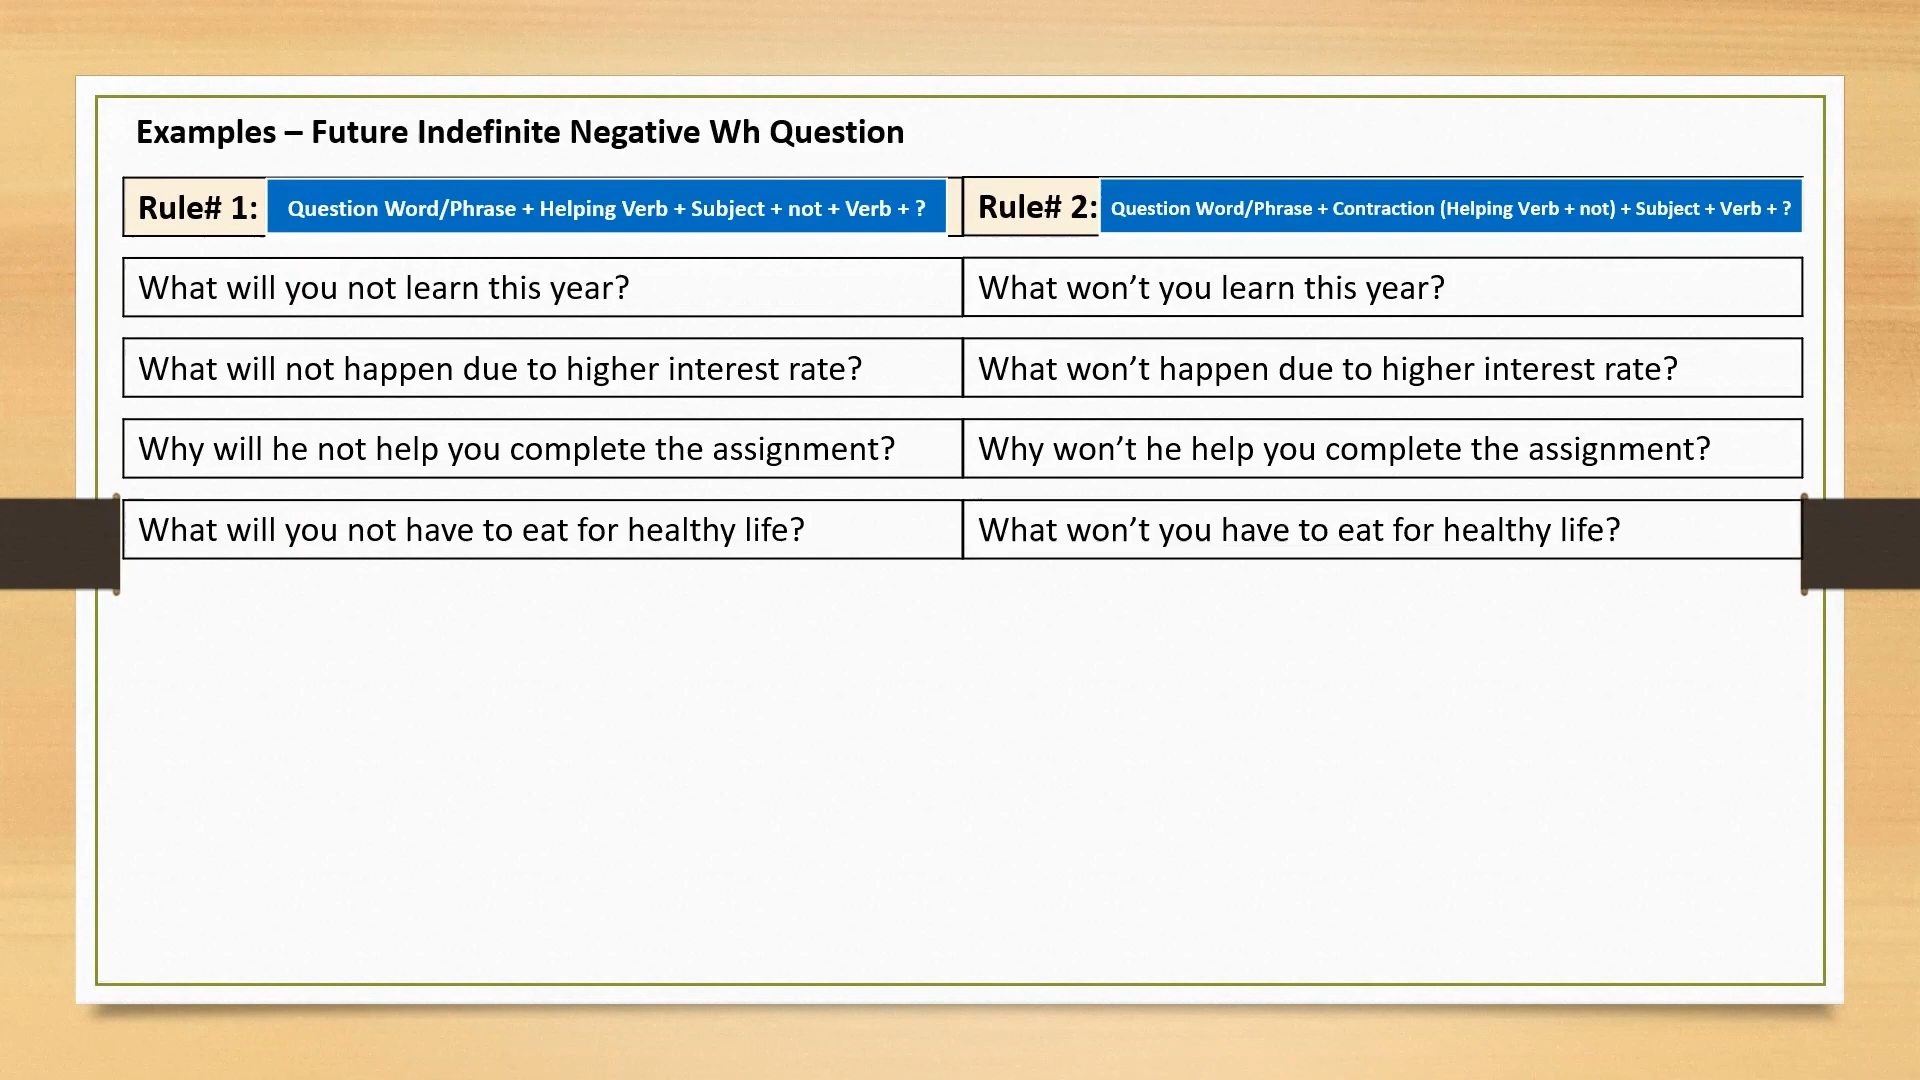 Examples – Future Indefinite Negative Wh Question
Rule# 1: Question Word/Phrase + Helping Verb + Subject + not + Verb + ?
Rule# 2: Question Word/Phrase + Contraction (Helping Verb + not) + Subject + Verb + ?
What will you not learn this year?
What won’t you learn this year?
What will not happen due to higher interest rate?
What won’t happen due to higher interest rate?
Why will he not help you complete the assignment?
Why won’t he help you complete the assignment?
What will you not have to eat for healthy life?
What won’t you have to eat for healthy life?